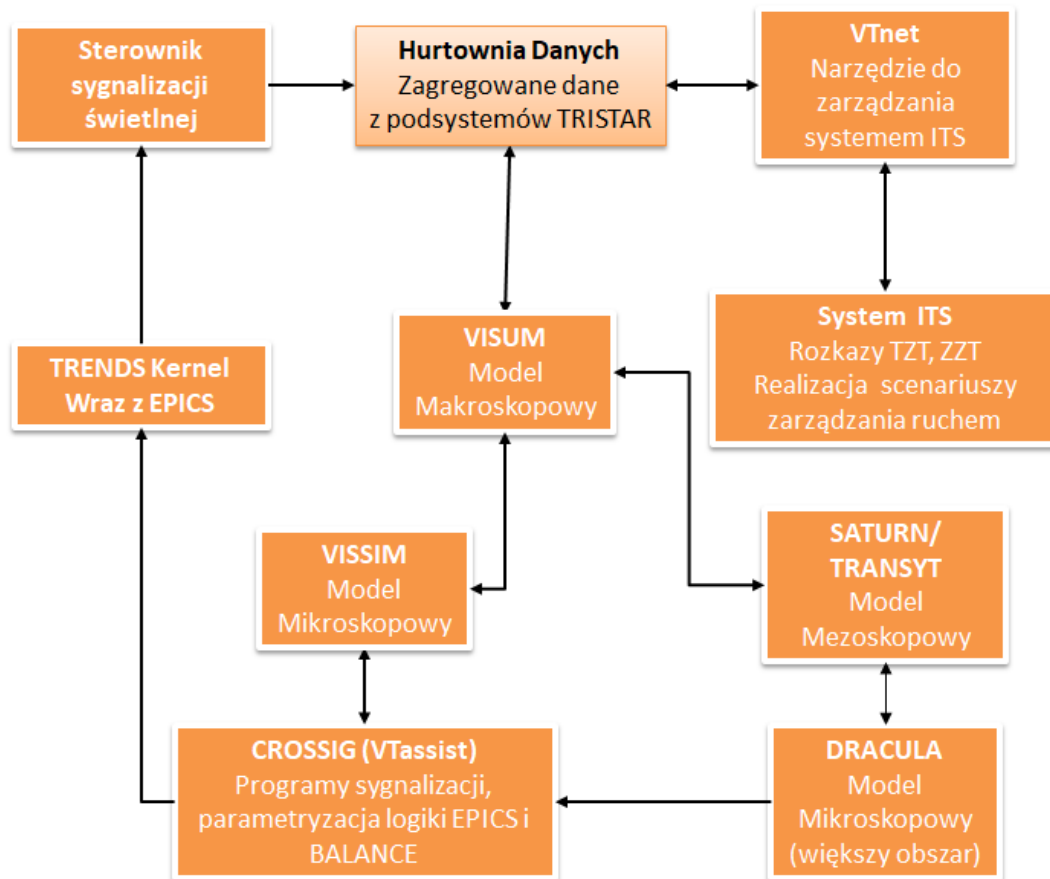 Sterownik
sygnalizacji
świetlnej
Hurtownia Danych
Zagregowane dane
z podsystemów TRISTAR
VTnet
Narzędzie do
zarządzania
systemem ITS
TRENDS Kernel
Wraz z EPICS
VISUM
Model
Makroskopowy
System ITS
Rozkazy TZT, ZZT
Realizacja scenariuszy
zarządzania ruchem
VISSIM
Model
Mikroskopowy
SATURN/
TRANSYT
Model
Mezoskopowy
CROSSIG (VTassist)
Programy sygnalizacji,
parametryzacja logiki EPICS i
BALANCE
DRACULA
Model
Mikroskopowy
(większy obszar)